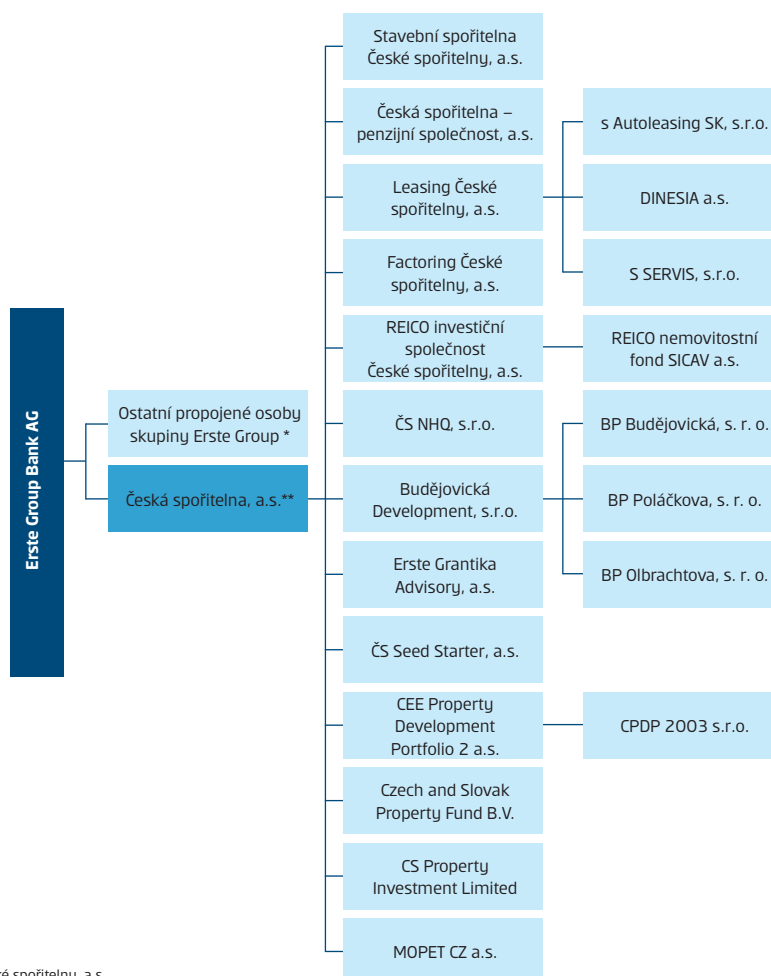 Erste Group Bank AG
Ostatní propojené osoby
skupiny Erste Group *
Česká spořitelna, a.s.**
Stavební spořitelna
České spořitelny, a.s.
Česká spořitelna –
penzijní společnost, a.s.
Leasing České
spořitelny, a.s.
Factoring České
spořitelny, a.s.
REICO investiční
společnost
České spořitelny, a.s.
ČS NHQ, s.r.o.
Budějovická
Development, s.r.o.
Erste Grantika
Advisory, a.s.
ČS Seed Starter, a.s.
CEE Property
Development
Portfolio 2 a.s.
Czech and Slovak
Property Fund B.V.
CS Property
Investment Limited
MOPET CZ a.s.
s Autoleasing SK, s.r.o.
DINESIA a.s.
S SERVIS, s.r.o.
REICO nemovitostní
fond SICAV a.s.
BP Budějovická, s. r. o.
BP Poláčkova, s. r. o.
BP Olbrachtova, s. r. o.
CPDP 2003 s.r.o.
spořitelny, a.s.